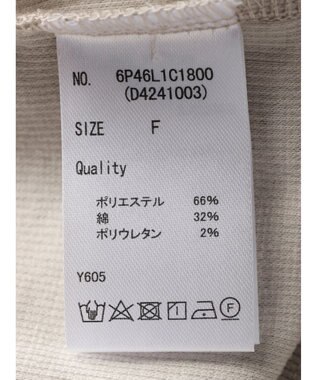 NO. 6P46L1C1800
(D4241003)
SIZE F
Quality
ポリエステル 66%
綿 32%
ポリウレタン 2%
Y605
F